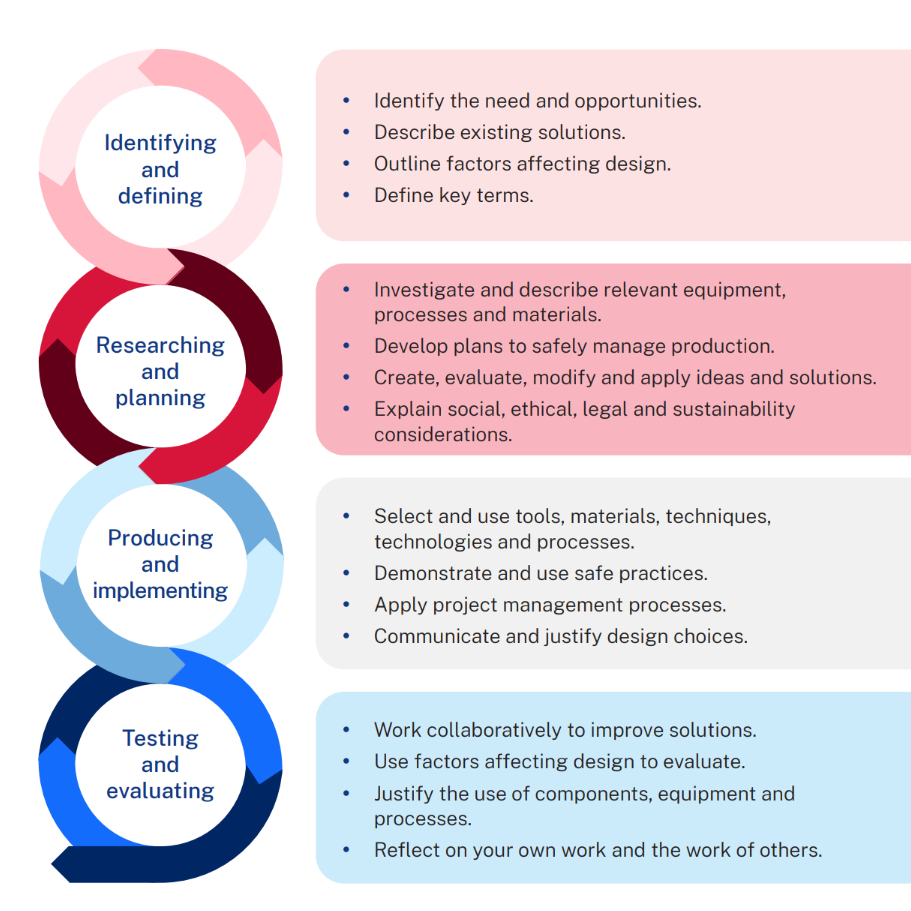 Identifying
and
defining
• Identify the need and opportunities.
• Describe existing solutions.
• Outline factors affecting design.
• Define key terms.
Researching
and
planning
• Investigate and describe relevant equipment,
processes and materials.
• Develop plans to safely manage production.
• Create, evaluate, modify and apply ideas and solutions.
• Explain social, ethical, legal and sustainability
considerations.
Producing
and
implementing
• Select and use tools, materials, techniques,
technologies and processes.
• Demonstrate and use safe practices.
• Apply project management processes.
• Communicate and justify design choices.
Testing
and
evaluating
• Work collaboratively to improve solutions.
• Use factors affecting design to evaluate.
• Justify the use of components, equipment and
processes.
• Reflect on your own work and the work of others.